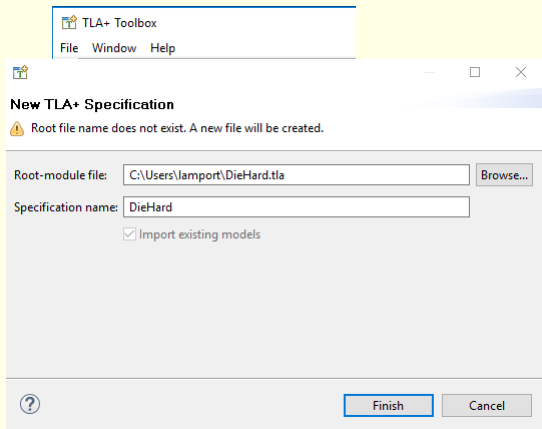 TLA+ Toolbox
File Window Help
New TLA+ Specification
Root file name does not exist. A new file will be created.
Root-module file: C:\Users\lamport\DieHard.tla Browse...
Specification name: DieHard
Import existing models
? Finish Cancel